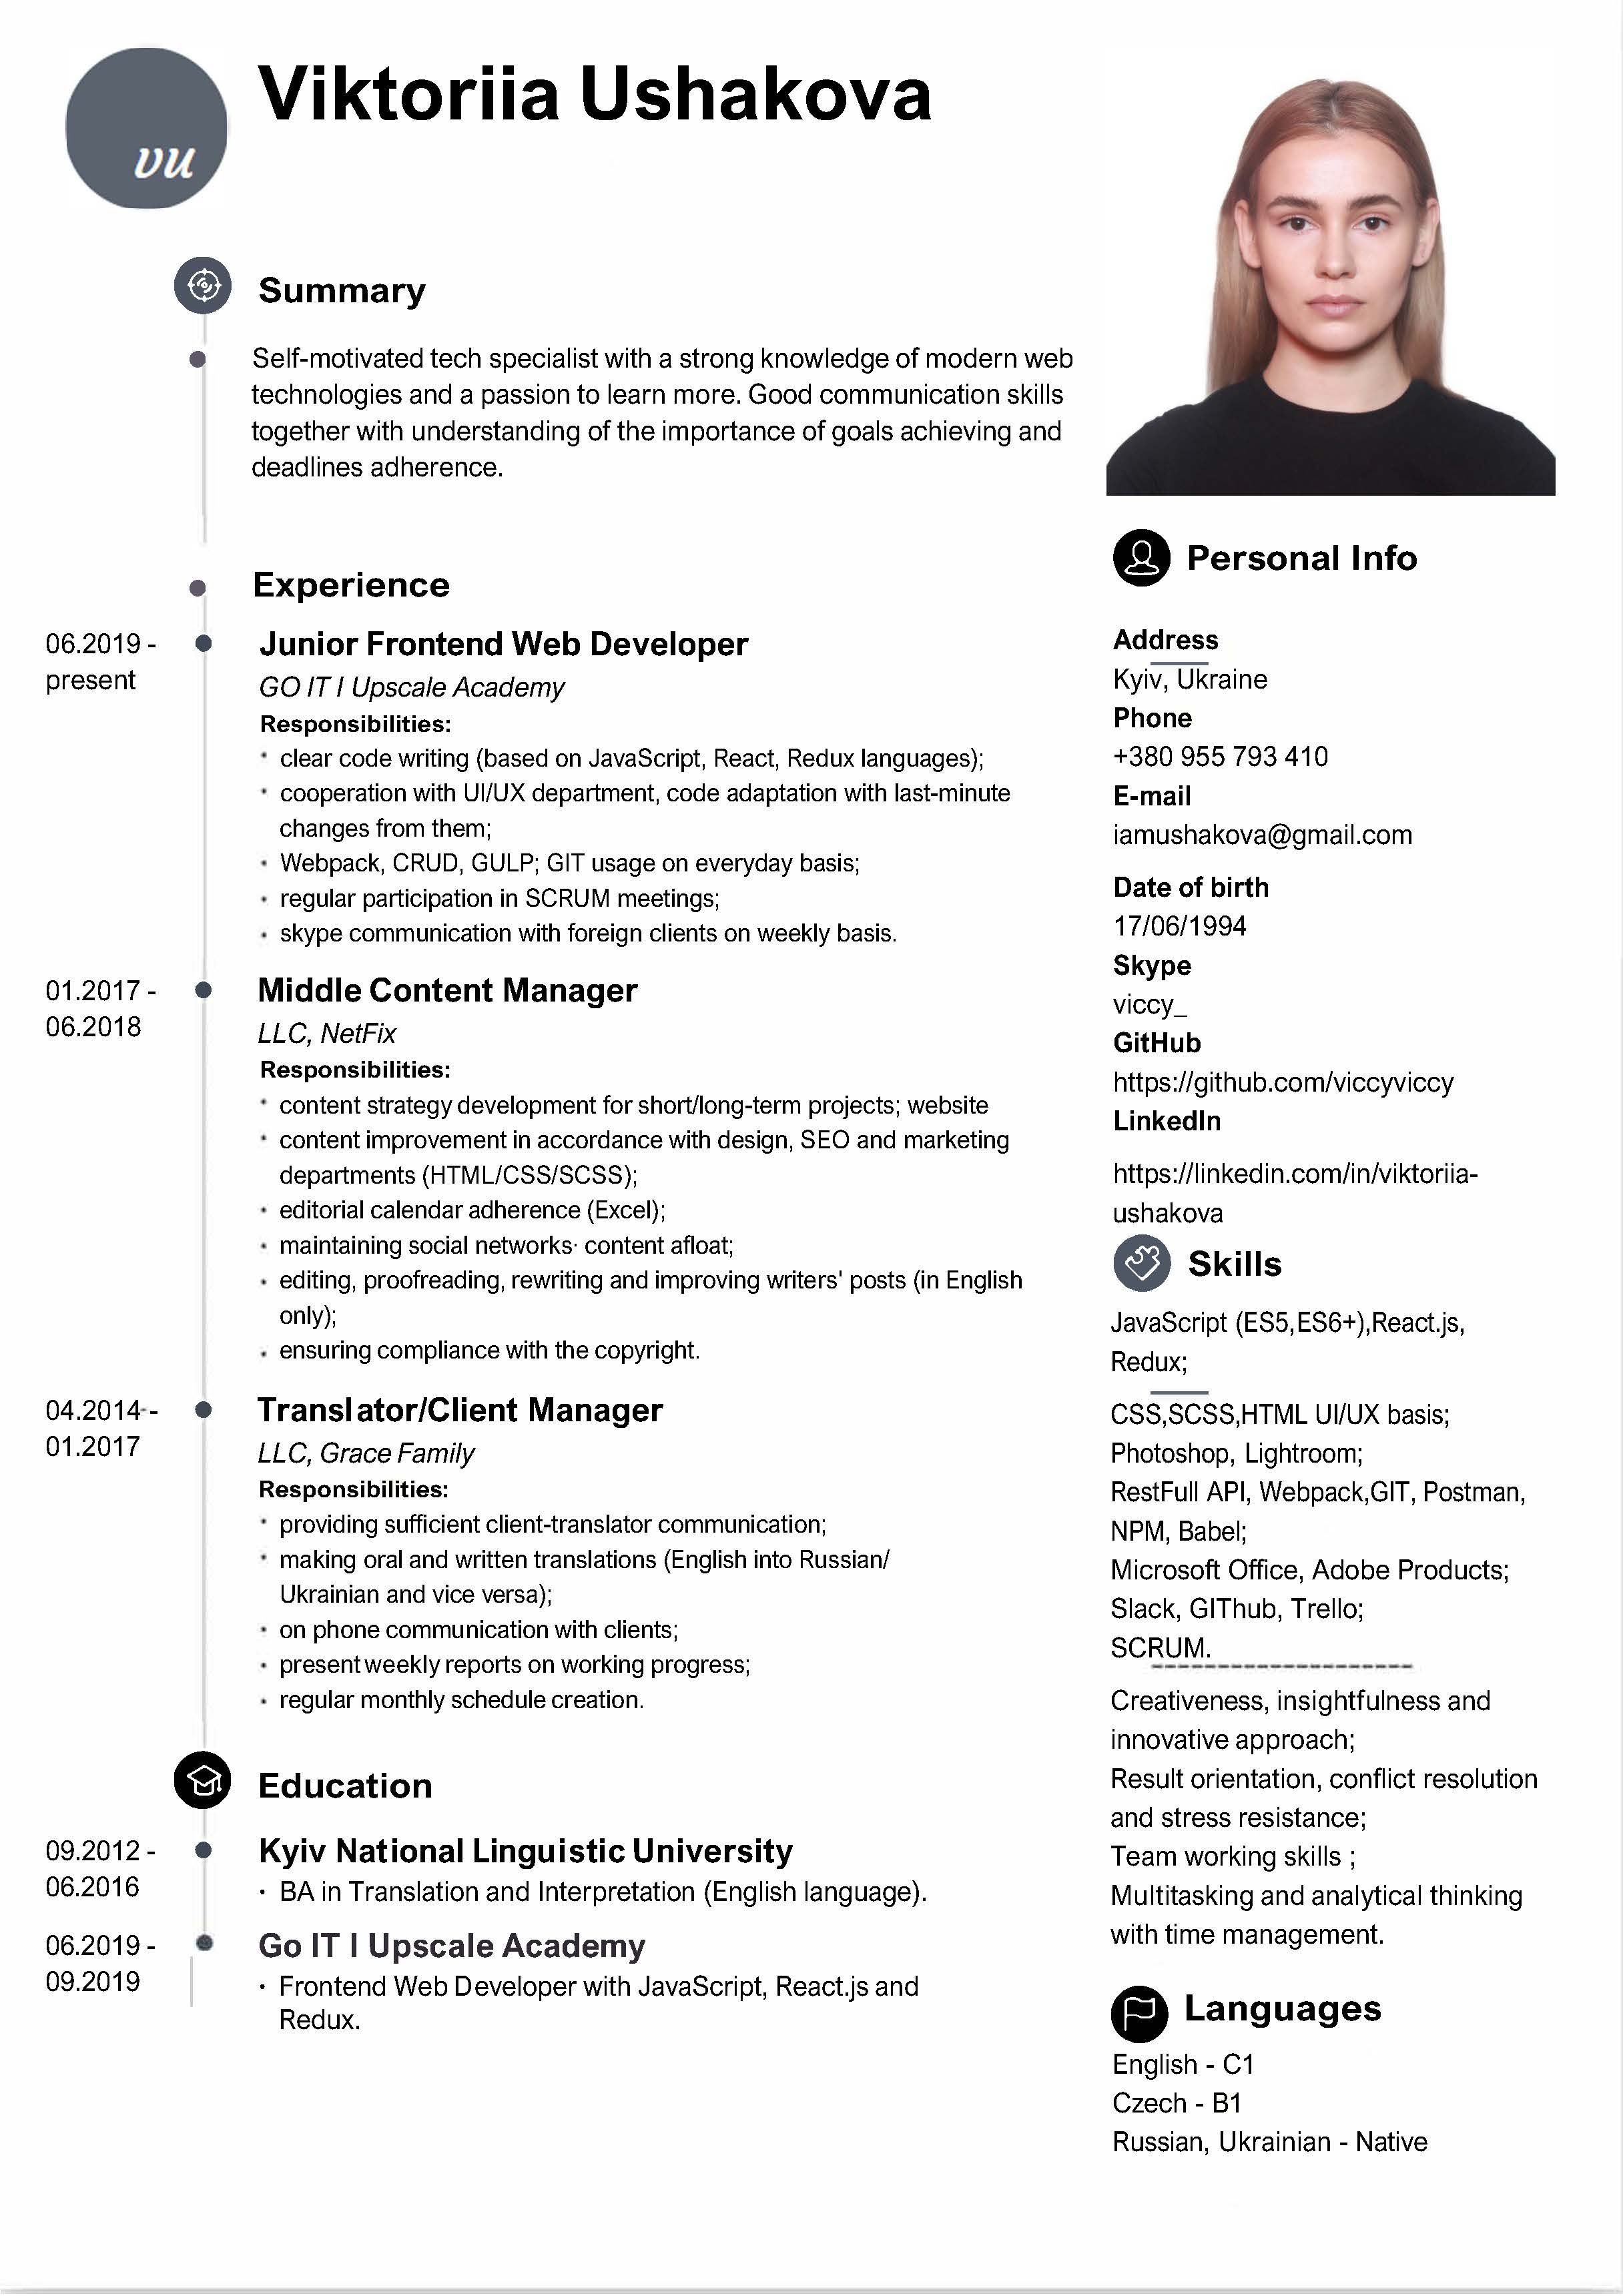 vu
Viktoriia Ushakova
Summary
Self-motivated tech specialist with a strong knowledge of modern web
technologies and a passion to learn more. Good communication skills
together with understanding of the importance of goals achieving and
deadlines adherence.
Experience
06.2019 -
present
Junior Frontend Web Developer
GO IT I Upscale Academy
Responsibilities:
• clear code writing (based on JavaScript, React, Redux languages);
• cooperation with UI/UX department, code adaptation with last-minute
changes from them;
• Webpack, CRUD, GULP; GIT usage on everyday basis;
• regular participation in SCRUM meetings;
• skype communication with foreign clients on weekly basis.
01.2017 -
06.2018
Middle Content Manager
LLC, NetFix
Responsibilities:
• content strategy development for short/long-term projects; website
• content improvement in accordance with design, SEO and marketing
departments (HTML/CSS/SCSS);
• editorial calendar adherence (Excel);
• maintaining social networks· content afloat;
• editing, proofreading, rewriting and improving writers' posts (in English
only);
• ensuring compliance with the copyright.
04.2014 -
01.2017
Translator/Client Manager
LLC, Grace Family
Responsibilities:
• providing sufficient client-translator communication;
• making oral and written translations (English into Russian/
Ukrainian and vice versa);
• on phone communication with clients;
• present weekly reports on working progress;
• regular monthly schedule creation.
Education
09.2012 -
06.2016
Kyiv National Linguistic University
• BA in Translation and Interpretation (English language).
06.2019 -
09.2019
Go IT I Upscale Academy
• Frontend Web Developer with JavaScript, React.js and
Redux.
Personal Info
Address
Kyiv, Ukraine
Phone
+380 955 793 410
E-mail
iamushakova@gmail.com
Date of birth
17/06/1994
Skype
viccy_
GitHub
https://github.com/viccyviccy
LinkedIn
https://linkedin.com/in/viktoriia-
ushakova
Skills
JavaScript (ES5,ES6+),React.js,
Redux;
CSS,SCSS,HTML UI/UX basis;
Photoshop, Lightroom;
RestFull API, Webpack,GIT, Postman,
NPM, Babel;
Microsoft Office, Adobe Products;
Slack, GIThub, Trello;
SCRUM.
Creativeness, insightfulness and
innovative approach;
Result orientation, conflict resolution
and stress resistance;
Team working skills ;
Multitasking and analytical thinking
with time management.
Languages
English - C1
Czech - B1
Russian, Ukrainian - Native